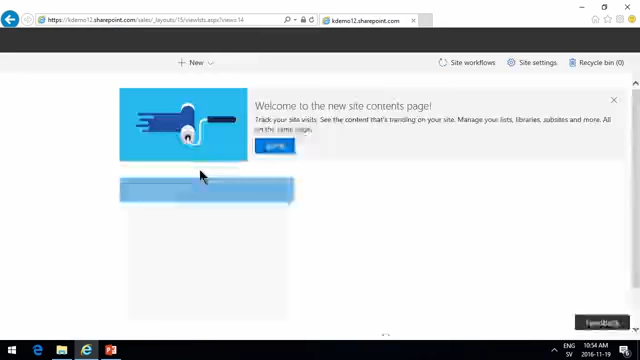 https://kdemo12.sharepoint.com/sales/_layouts/15/viewlsts.aspx?view=14
kdemo12.sharepoint.com
New
Site workflows
Site settings
Recycle bin (0)
Welcome to the new site contents page!
Track your site visits. See the content that's trending on your site. Manage your lists, libraries, subsites and more. All
on the same page.
Feedback
ENG
SV
10:54 AM
2016-11-19